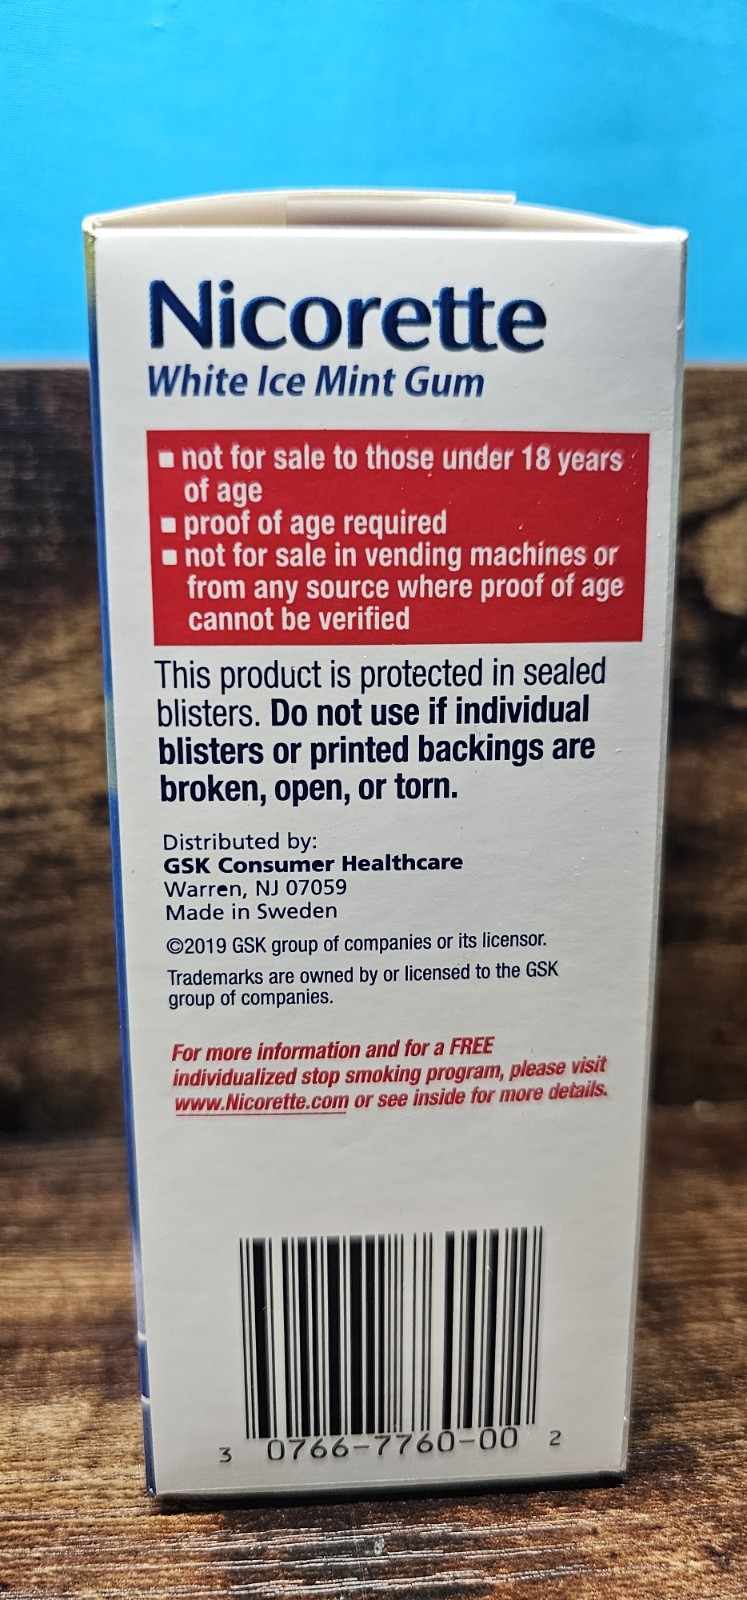 Nicorette
White Ice Mint Gum
▪ not for sale to those under 18 years
of age
▪ proof of age required
▪ not for sale in vending machines or
from any source where proof of age
cannot be verified
This product is protected in sealed
blisters. Do not use if individual
blisters or printed backings are
broken, open, or torn.
Distributed by:
GSK Consumer Healthcare
Warren, NJ 07059
Made in Sweden
©2019 GSK group of companies or its licensor.
Trademarks are owned by or licensed to the GSK
group of companies.
For more information and for a FREE
individualized stop smoking program, please visit
www.Nicorette.com or see inside for more details.
3 0766-7760-00 2